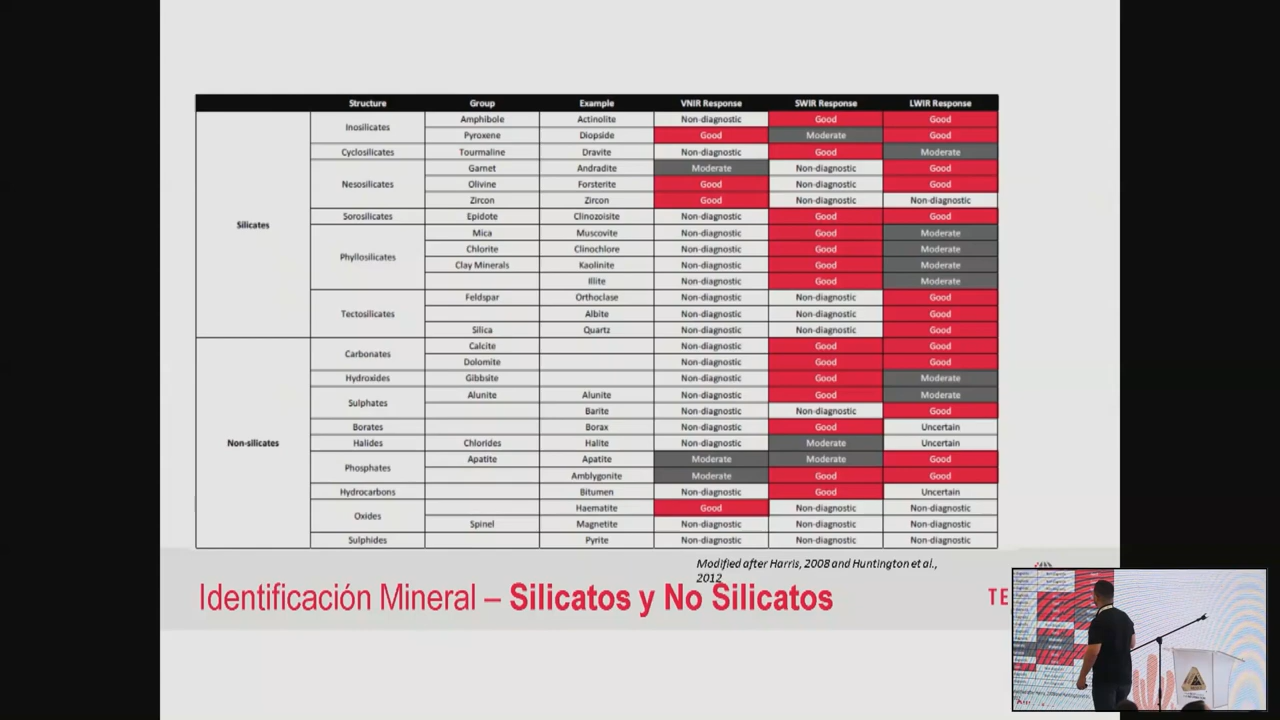 Structure Group Example VNIR Response SWIR Response LWIR Response
Silicates
Inosilicates Amphibole Actinolite Non-diagnostic Good Good
Pyroxene Diopside Good Moderate Good
Cyclosilicates Tourmaline Dravite Non-diagnostic Good Moderate
Nesosilicates Garnet Andradite Moderate Non-diagnostic Good
Olivine Forsterite Good Non-diagnostic Good
Zircon Zircon Good Non-diagnostic Non-diagnostic
Sorosilicates Epidote Clinozoisite Non-diagnostic Good Good
Phyllosilicates Mica Muscovite Non-diagnostic Good Moderate
Chlorite Clinochlore Non-diagnostic Good Moderate
Clay Minerals Kaolinite Non-diagnostic Good Moderate
Illite Non-diagnostic Good Moderate
Tectosilicates Feldspar Orthoclase Non-diagnostic Non-diagnostic Good
Albite Non-diagnostic Non-diagnostic Good
Silica Quartz Non-diagnostic Non-diagnostic Good
Non-silicates
Carbonates Calcite Non-diagnostic Good Good
Dolomite Non-diagnostic Good Good
Hydroxides Gibbsite Non-diagnostic Good Moderate
Sulphates Alunite Alunite Non-diagnostic Good Moderate
Barite Non-diagnostic Non-diagnostic Good
Borates Borax Non-diagnostic Good Uncertain
Halides Chlorides Halite Non-diagnostic Moderate Uncertain
Phosphates Apatite Apatite Moderate Moderate Good
Amblygonite Moderate Good Good
Hydrocarbons Bitumen Non-diagnostic Good Uncertain
Oxides Haematite Good Non-diagnostic Non-diagnostic
Spinel Magnetite Non-diagnostic Non-diagnostic Non-diagnostic
Sulphides Pyrite Non-diagnostic Non-diagnostic Non-diagnostic
Modified after Harris, 2008 and Huntington et al.,
2012
Identificación Mineral – Silicatos y No Silicatos
TE